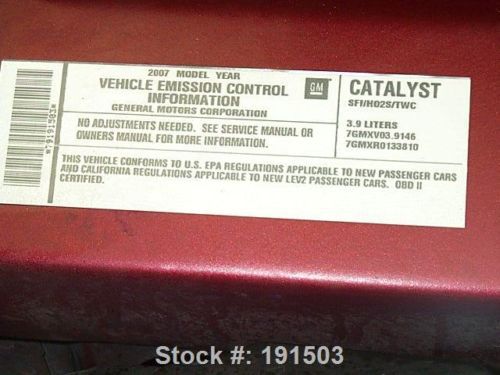 2007 MODEL YEAR
VEHICLE EMISSION CONTROL
INFORMATION
GENERAL MOTORS CORPORATION
GM
CATALYST
SFI/HO2S/TWC
NO ADJUSTMENTS NEEDED. SEE SERVICE MANUAL OR
OWNERS MANUAL FOR MORE INFORMATION.
3.9 LITERS
7GMXV03.9146
7GMXR0133810
THIS VEHICLE CONFORMS TO U.S. EPA REGULATIONS APPLICABLE TO NEW PASSENGER CARS
AND CALIFORNIA REGULATIONS APPLICABLE TO NEW LEV2 PASSENGER CARS. OBD II
CERTIFIED.
Stock #: 191503